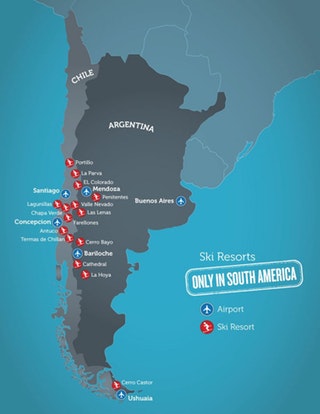 CHILE
ARGENTINA
Portillo
La Parva
EL Colorado
Santiago
Mendoza
Penitentes
Lagunillas
Valle Nevado
Buenos Aires
Chapa Verde
Las Lenas
Concepcion
Farellones
Antuco
Termas de Chillan
Cerro Bayo
Bariloche
Cathedral
La Hoya
Ski Resorts
ONLY IN SOUTH AMERICA
Airport
Ski Resort
Cerro Castor
Ushuaia